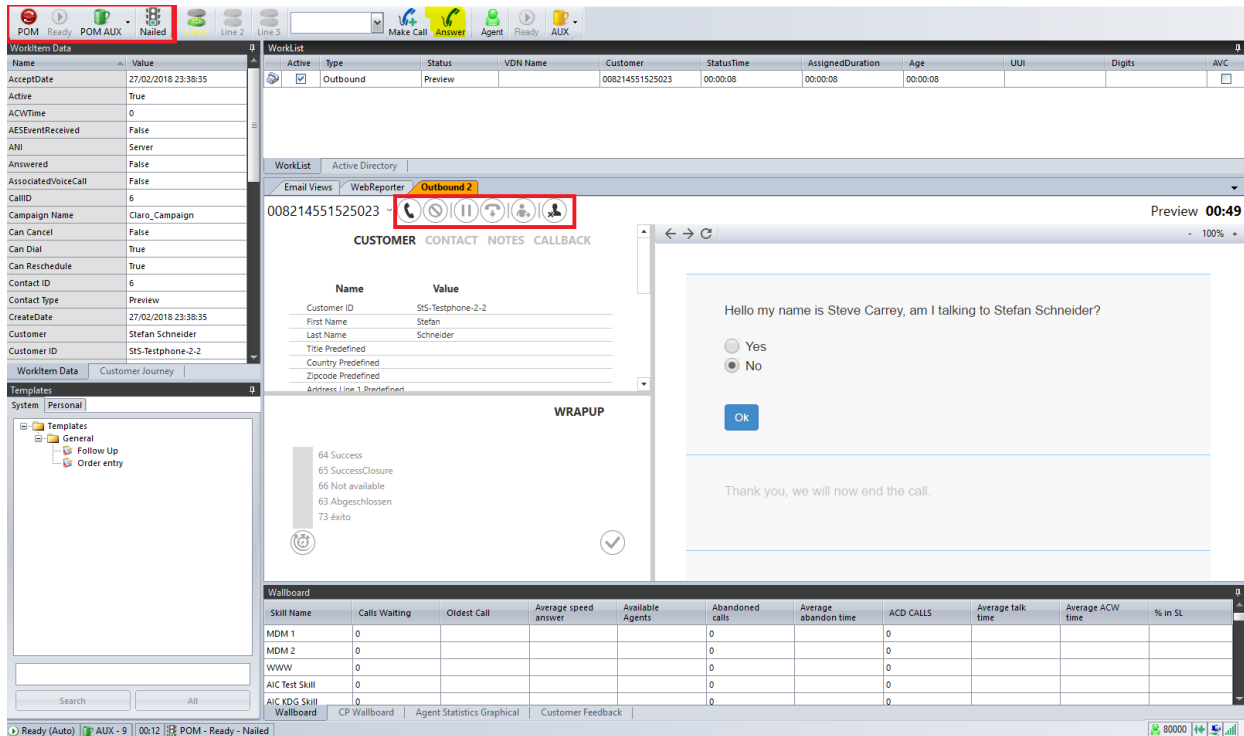 POM Ready POM AUX Nailed Line 1 Line 2 Line 3 Make Call Answer Agent Ready AUX
WorkItem Data
Name Value
AcceptDate 27/02/2018 23:38:35
Active True
ACWTime 0
AESEventReceived False
ANI Server
Answered False
AssociatedVoiceCall False
CallID 6
Campaign Name Claro_Campaign
Can Cancel False
Can Dial True
Can Reschedule True
Contact ID 6
Contact Type Preview
CreateDate 27/02/2018 23:38:35
Customer Stefan Schneider
Customer ID StS-Testphone-2-2
WorkItem Data Customer Journey
Templates
System Personal
Templates
General
Follow Up
Order entry
Search All
WorkList
Active Type Status VDN Name Customer StatusTime AssignedDuration Age UUI Digits AVC
Outbound Preview 008214551525023 00:00:08 00:00:08 00:00:08
WorkList Active Directory
Email Views WebReporter Outbound 2
008214551525023 Preview 00:49
CUSTOMER CONTACT NOTES CALLBACK
Name Value
Customer ID StS-Testphone-2-2
First Name Stefan
Last Name Schneider
Title Predefined
Country Predefined
Zipcode Predefined
Address Line 1 Predefined
WRAPUP
64 Success
65 SuccessClosure
66 Not available
63 Abgeschlossen
73 éxito
- 100% +
Hello my name is Steve Carrey, am I talking to Stefan Schneider?
Yes
No
Ok
Thank you, we will now end the call.
Wallboard
Skill Name Calls Waiting Oldest Call Average speed answer Available Agents Abandoned calls Average abandon time ACD CALLS Average talk time Average ACW time % in SL
MDM 1 0 0 0
MDM 2 0 0 0
WWW 0 0 0
AIC Test Skill 0 0 0
AIC KDG Skill 0 0 0
Wallboard CP Wallboard Agent Statistics Graphical Customer Feedback
Ready (Auto) AUX - 9 00:12 POM - Ready - Nailed 80000